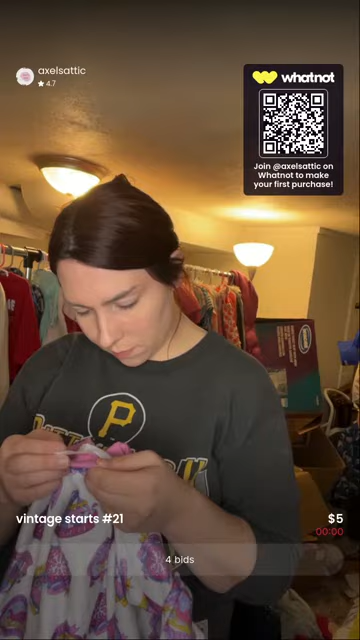 axelsattic
4.7
whatnot
Join @axelsattic on
Whatnot to make
your first purchase!
P
vintage starts #21
$5
00:00
4 bids